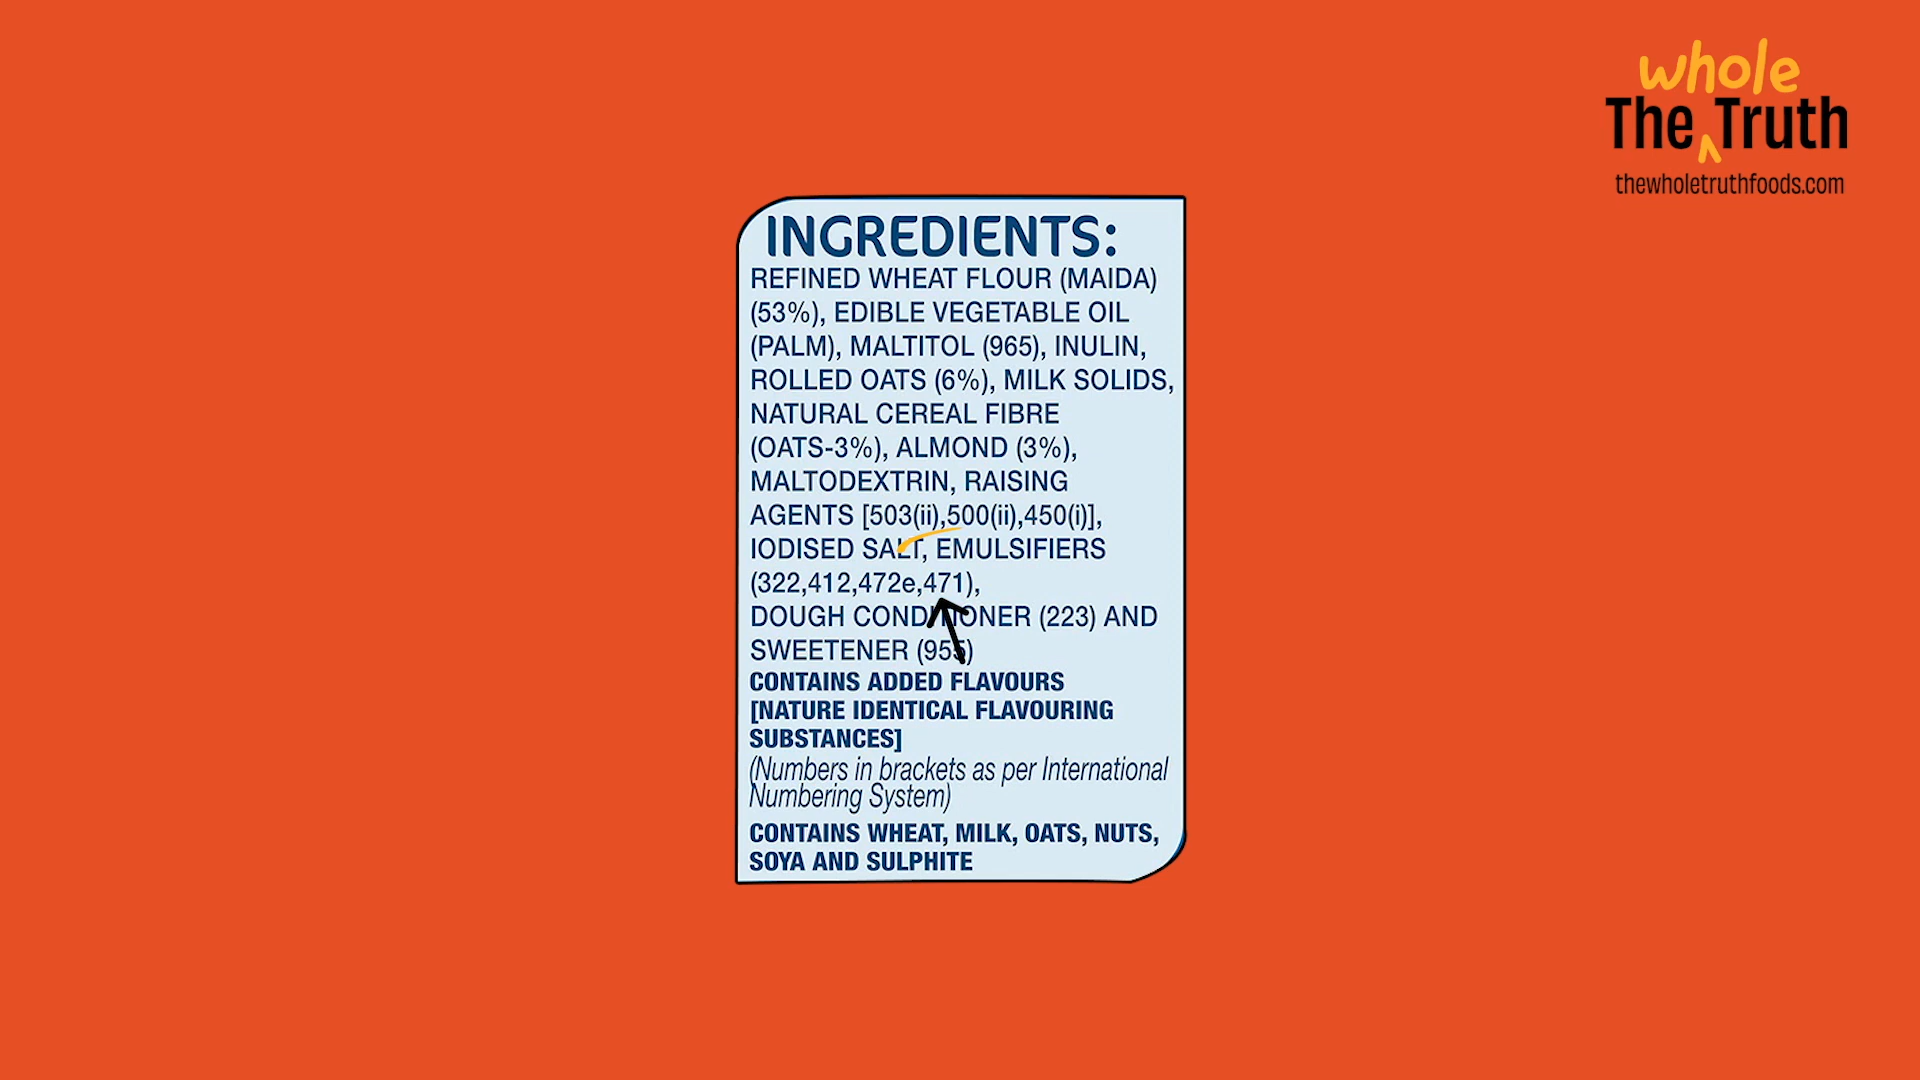 whole
The Truth
thewholetruthfoods.com
INGREDIENTS:
REFINED WHEAT FLOUR (MAIDA)
(53%), EDIBLE VEGETABLE OIL
(PALM), MALTITOL (965), INULIN,
ROLLED OATS (6%), MILK SOLIDS,
NATURAL CEREAL FIBRE
(OATS-3%), ALMOND (3%),
MALTODEXTRIN, RAISING
AGENTS [503(ii),500(ii),450(i)],
IODISED SALT, EMULSIFIERS
(322,412,472e,471),
DOUGH CONDITIONER (223) AND
SWEETENER (955)
CONTAINS ADDED FLAVOURS
[NATURE IDENTICAL FLAVOURING
SUBSTANCES]
(Numbers in brackets as per International
Numbering System)
CONTAINS WHEAT, MILK, OATS, NUTS,
SOYA AND SULPHITE